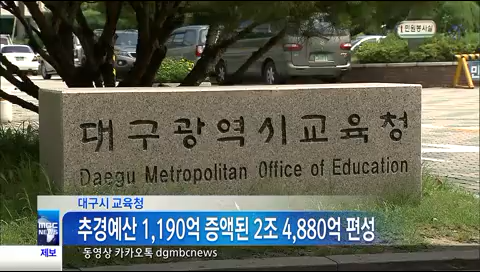 민원봉사실
대구광역시교육청
Daegu Metropolitan Office of Education
대구시 교육청
MBC NEWS
추경예산 1,190억 증액된 2조 4,880억 편성
제보
동영상 카카오톡 dgmbcnews